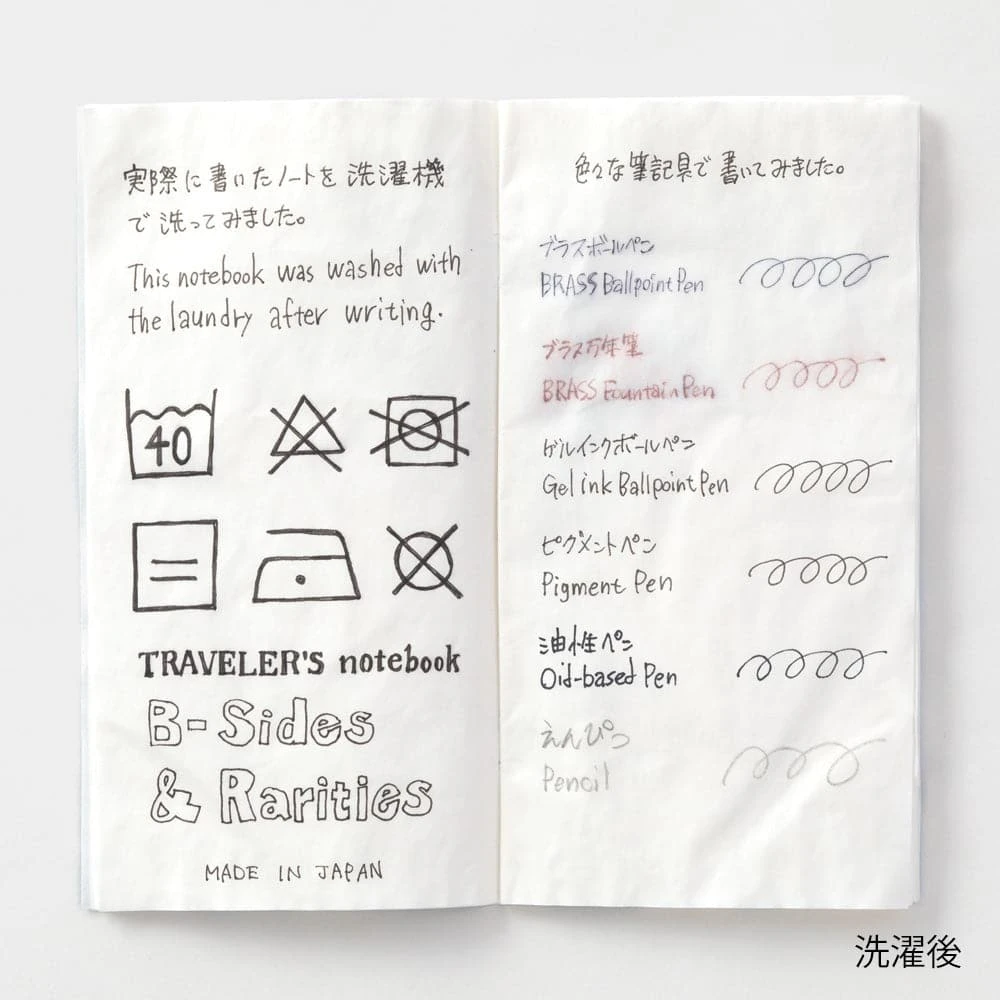 実際に書いたノートを洗濯機
で洗ってみました。
This notebook was washed with
the laundry after writing.
40
TRAVELER'S notebook
B-Sides
& Rarities
MADE IN JAPAN
色々な筆記具で書いてみました。
ブラスボールペン
BRASS Ballpoint Pen
ブラス万年筆
BRASS Fountain Pen
ゲルインクボールペン
Gel ink Ballpoint Pen
ピグメントペン
Pigment Pen
油性ペン
Oid-based Pen
えんぴつ
Pencil
洗濯後